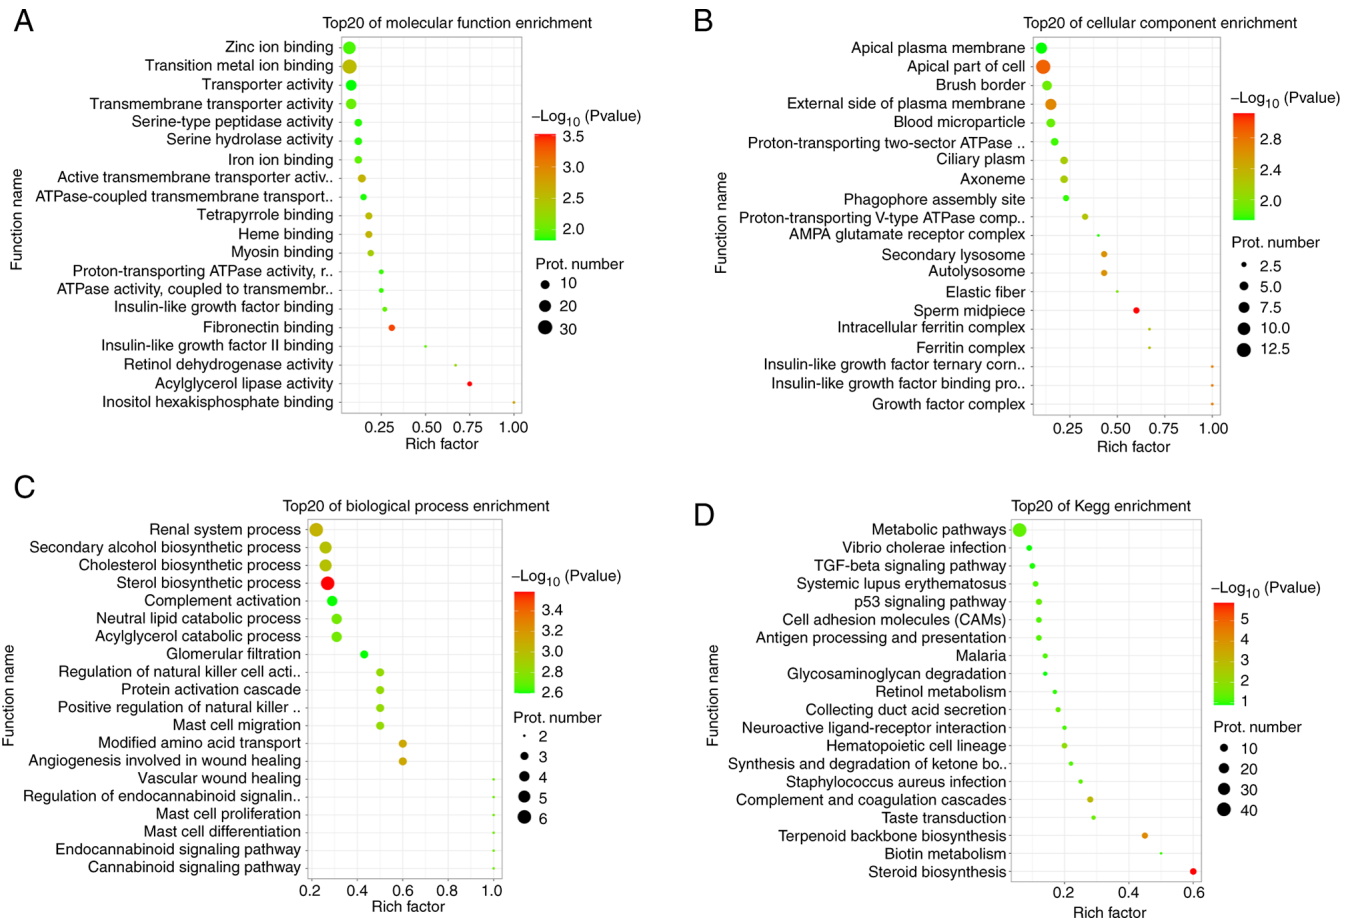 A
Top20 of molecular function enrichment
Function name
Zinc ion binding
Transition metal ion binding
Transporter activity
Transmembrane transporter activity
Serine-type peptidase activity
Serine hydrolase activity
Iron ion binding
Active transmembrane transporter activ..
ATPase-coupled transmembrane transport..
Tetrapyrrole binding
Heme binding
Myosin binding
Proton-transporting ATPase activity, r..
ATPase activity, coupled to transmembr..
Insulin-like growth factor binding
Fibronectin binding
Insulin-like growth factor II binding
Retinol dehydrogenase activity
Acylglycerol lipase activity
Inositol hexakisphosphate binding
0.25 0.50 0.75 1.00
Rich factor
–Log10 (Pvalue)
3.5
3.0
2.5
2.0
Prot. number
10
20
30
B
Top20 of cellular component enrichment
Function name
Apical plasma membrane
Apical part of cell
Brush border
External side of plasma membrane
Blood microparticle
Proton-transporting two-sector ATPase ..
Ciliary plasm
Axoneme
Phagophore assembly site
Proton-transporting V-type ATPase comp..
AMPA glutamate receptor complex
Secondary lysosome
Autolysosome
Elastic fiber
Sperm midpiece
Intracellular ferritin complex
Ferritin complex
Insulin-like growth factor ternary corn..
Insulin-like growth factor binding pro..
Growth factor complex
0.25 0.50 0.75 1.00
Rich factor
–Log10 (Pvalue)
2.8
2.4
2.0
Prot. number
2.5
5.0
7.5
10.0
12.5
C
Top20 of biological process enrichment
Function name
Renal system process
Secondary alcohol biosynthetic process
Cholesterol biosynthetic process
Sterol biosynthetic process
Complement activation
Neutral lipid catabolic process
Acylglycerol catabolic process
Glomerular filtration
Regulation of natural killer cell acti..
Protein activation cascade
Positive regulation of natural killer ..
Mast cell migration
Modified amino acid transport
Angiogenesis involved in wound healing
Vascular wound healing
Regulation of endocannabinoid signalin..
Mast cell proliferation
Mast cell differentiation
Endocannabinoid signaling pathway
Cannabinoid signaling pathway
0.2 0.4 0.6 0.8 1.0
Rich factor
–Log10 (Pvalue)
3.4
3.2
3.0
2.8
2.6
Prot. number
2
3
4
5
6
D
Top20 of Kegg enrichment
Function name
Metabolic pathways
Vibrio cholerae infection
TGF-beta signaling pathway
Systemic lupus erythematosus
p53 signaling pathway
Cell adhesion molecules (CAMs)
Antigen processing and presentation
Malaria
Glycosaminoglycan degradation
Retinol metabolism
Collecting duct acid secretion
Neuroactive ligand-receptor interaction
Hematopoietic cell lineage
Synthesis and degradation of ketone bo..
Staphylococcus aureus infection
Complement and coagulation cascades
Taste transduction
Terpenoid backbone biosynthesis
Biotin metabolism
Steroid biosynthesis
0.2 0.4 0.6
Rich factor
–Log10 (Pvalue)
5
4
3
2
1
Prot. number
10
20
30
40